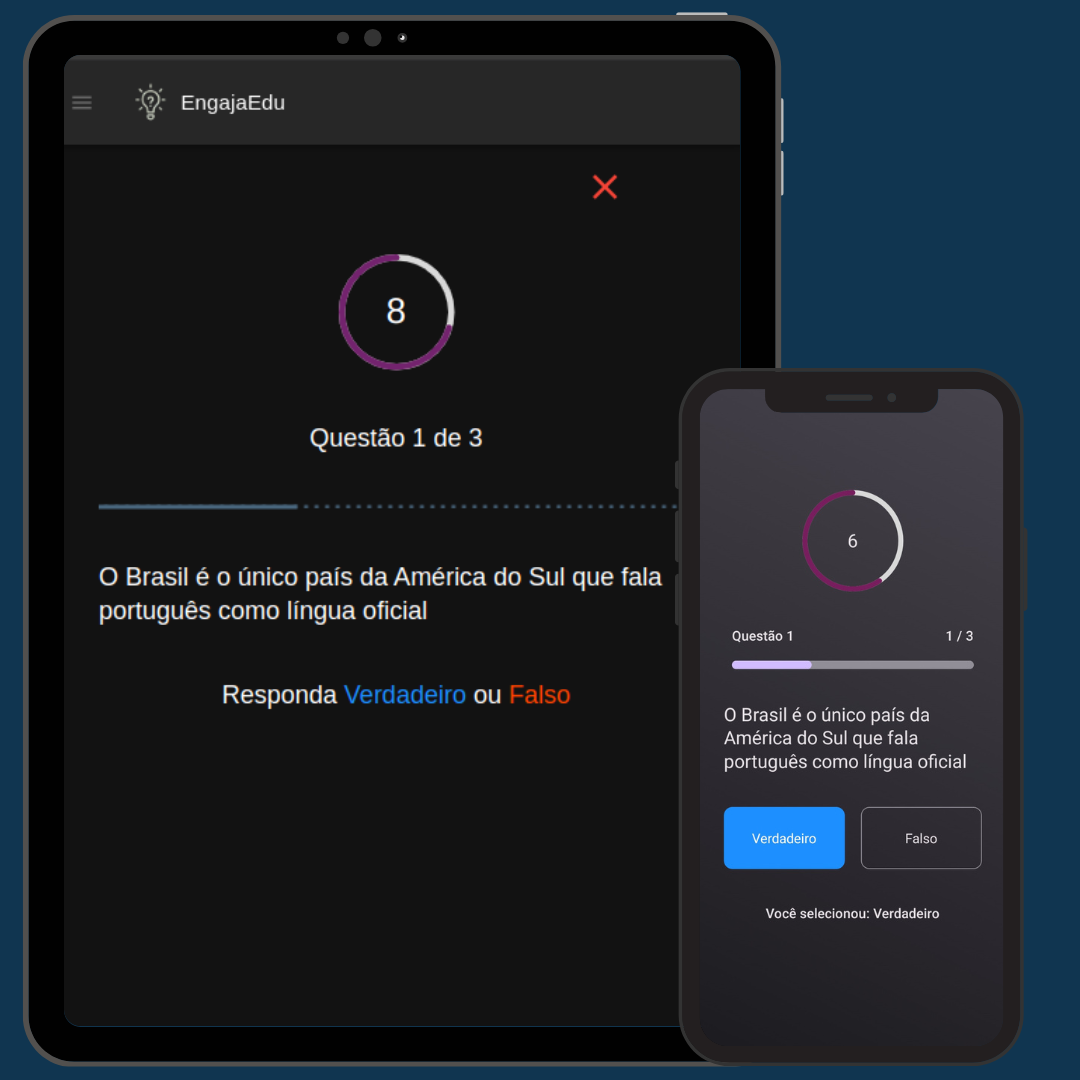 EngajaEdu
8
Questão 1 de 3
O Brasil é o único país da América do Sul que fala
português como língua oficial
Responda Verdadeiro ou Falso
6
Questão 1
1 / 3
O Brasil é o único país da
América do Sul que fala
português como língua oficial
Verdadeiro
Falso
Você selecionou: Verdadeiro